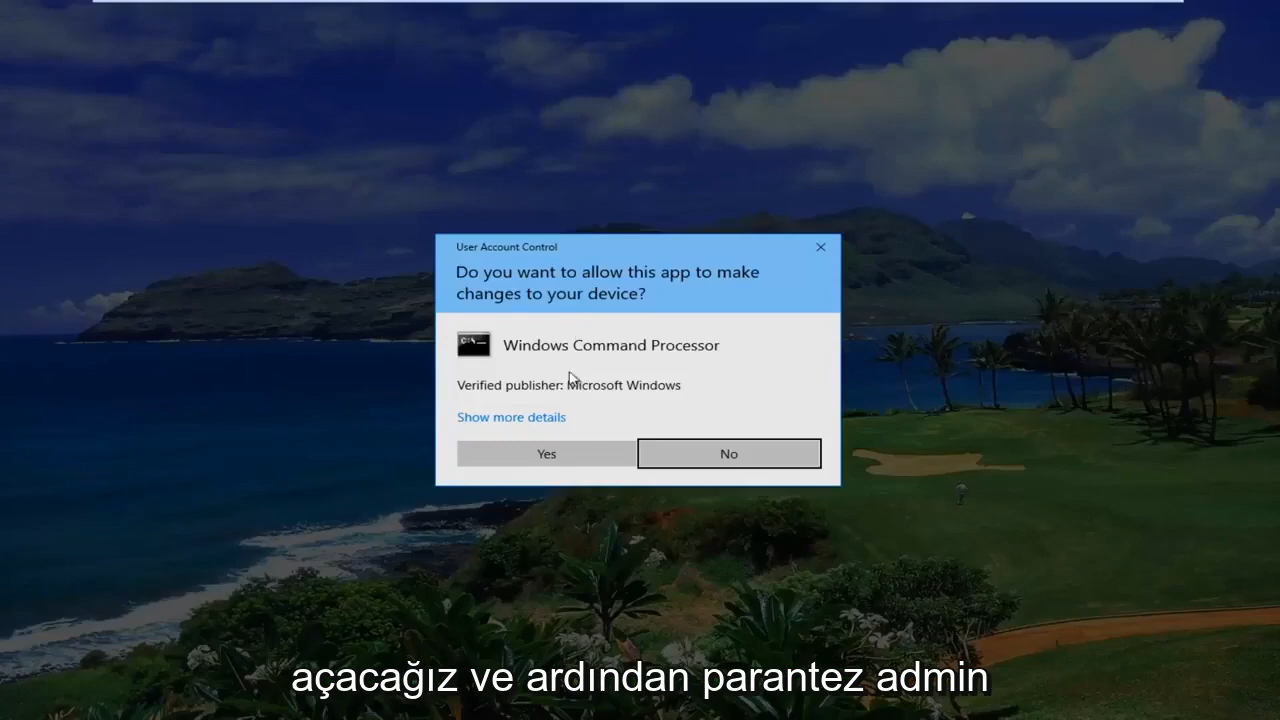 User Account Control
Do you want to allow this app to make
changes to your device?
C:\_
Windows Command Processor
Verified publisher: Microsoft Windows
Show more details
Yes
No
açacağız ve ardından parantez admin